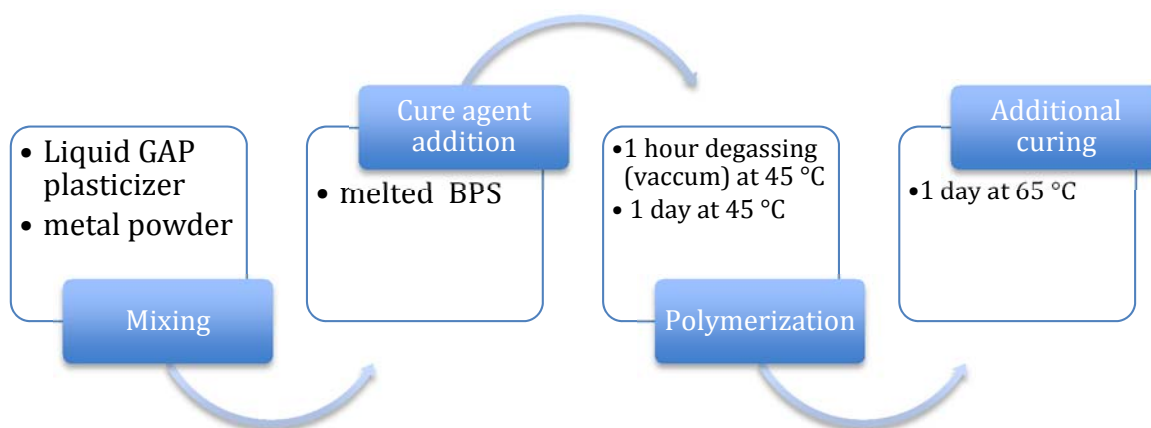 • Liquid GAP
plasticizer
• metal powder
Mixing
Cure agent
addition
• melted BPS
•1 hour degassing
(vaccum) at 45 °C
• 1 day at 45 °C
Polymerization
Additional
curing
•1 day at 65 °C